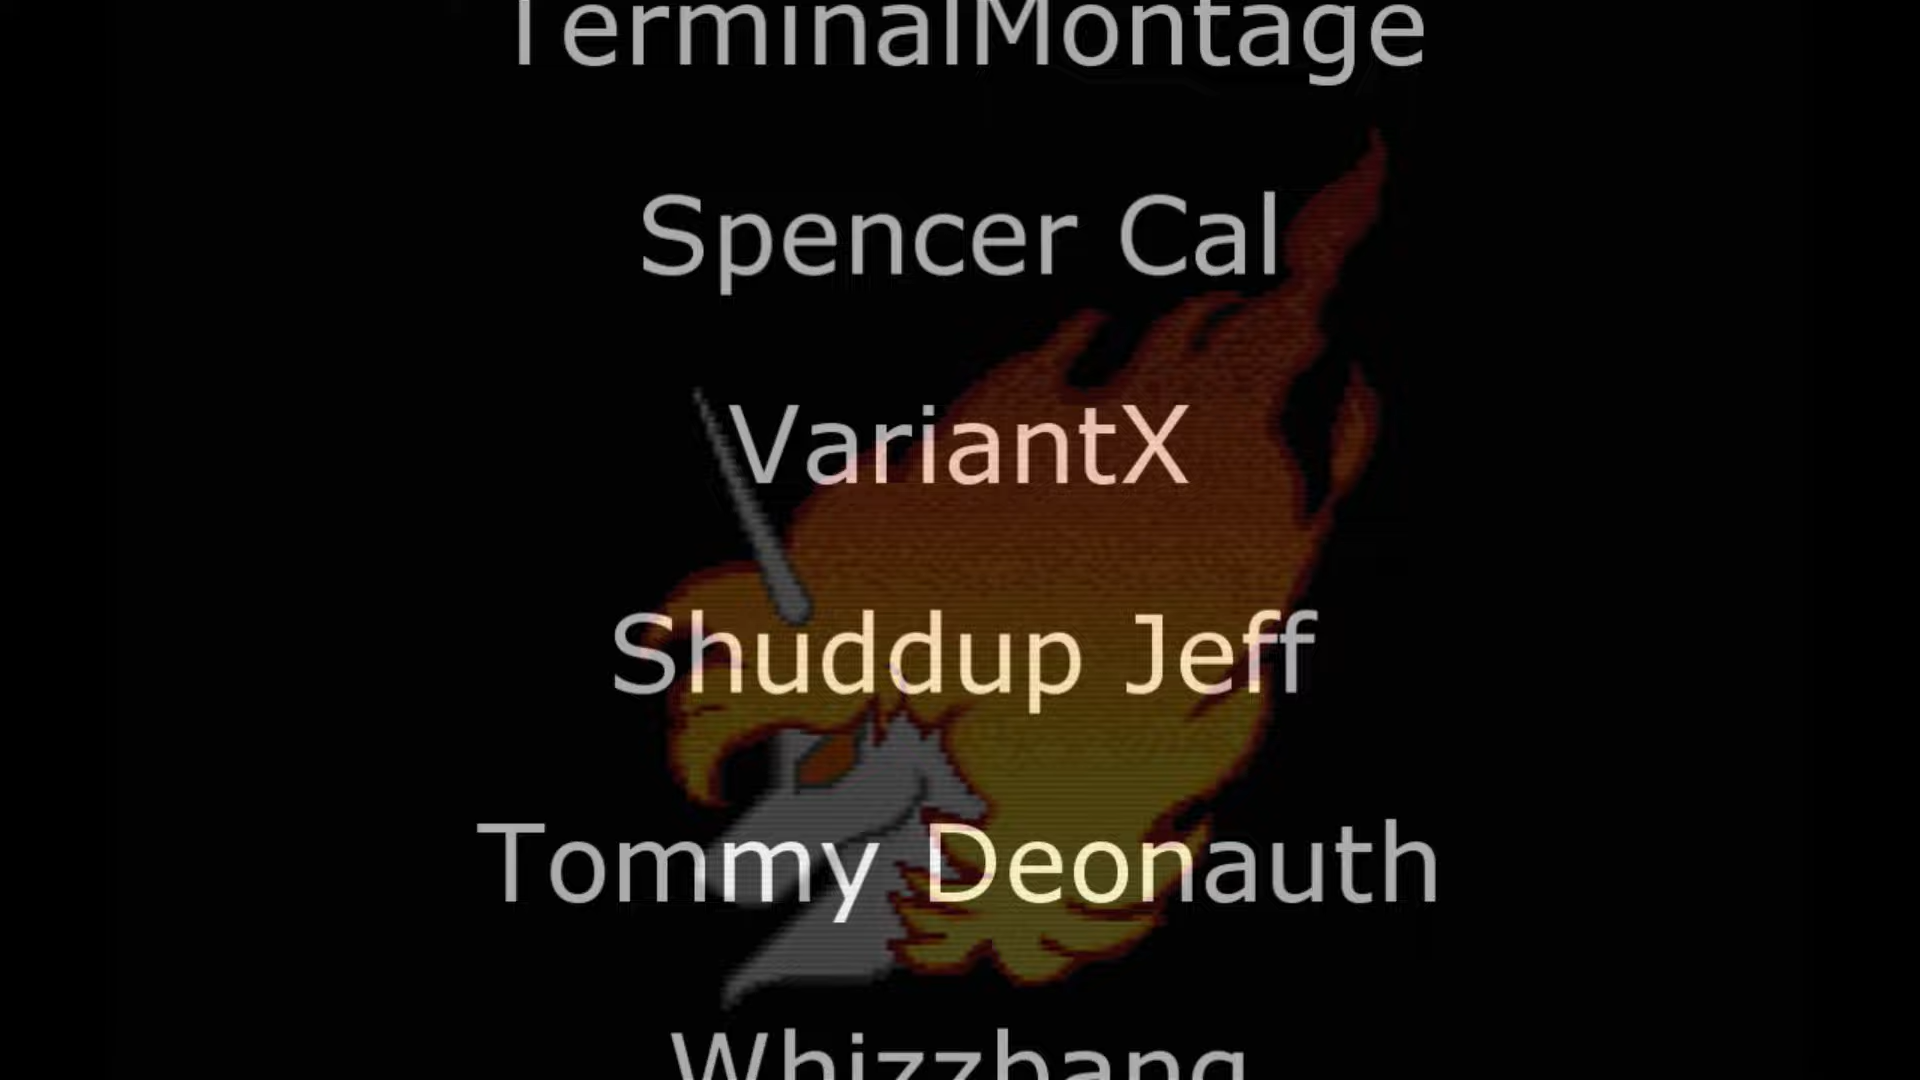 TerminalMontage
Spencer Cal
VariantX
Shuddup Jeff
Tommy Deonauth
Whizzbang